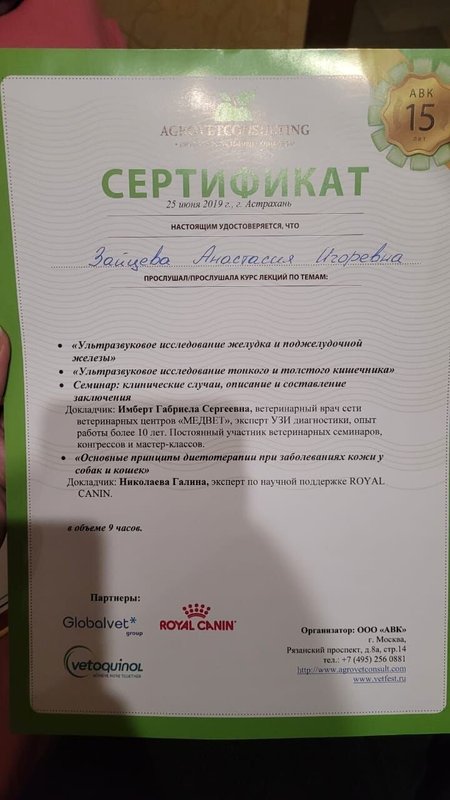 АВК
15
лет
AGROVETCONSULTING
СЕРТИФИКАТ
25 июня 2019 г., г. Астрахань
НАСТОЯЩИМ УДОСТОВЕРЯЕТСЯ, ЧТО
Зайцева Анастасия Игоревна
ПРОСЛУШАЛ/ПРОСЛУШАЛА КУРС ЛЕКЦИЙ ПО ТЕМАМ:
• «Ультразвуковое исследование желудка и поджелудочной
железы»
• «Ультразвуковое исследование тонкого и толстого кишечника»
• Семинар: клинические случаи, описание и составление
заключения
Докладчик: Имберт Габриела Сергеевна, ветеринарный врач сети
ветеринарных центров «МЕДВЕТ», эксперт УЗИ диагностики, опыт
работы более 10 лет. Постоянный участник ветеринарных семинаров,
конгрессов и мастер-классов.
• «Основные принципы диетотерапии при заболеваниях кожи у
собак и кошек»
Докладчик: Николаева Галина, эксперт по научной поддержке ROYAL
CANIN.
в объеме 9 часов.
Партнеры:
Globalvet*
group
ROYAL CANIN
vetoquinol
ACHIEVE MORE TOGETHER
Организатор: ООО «АВК»
г. Москва,
Рязанский проспект, д.8а, стр.14
тел.: +7 (495) 256 0881
http://www.agrovetconsult.com
www.vetfest.ru